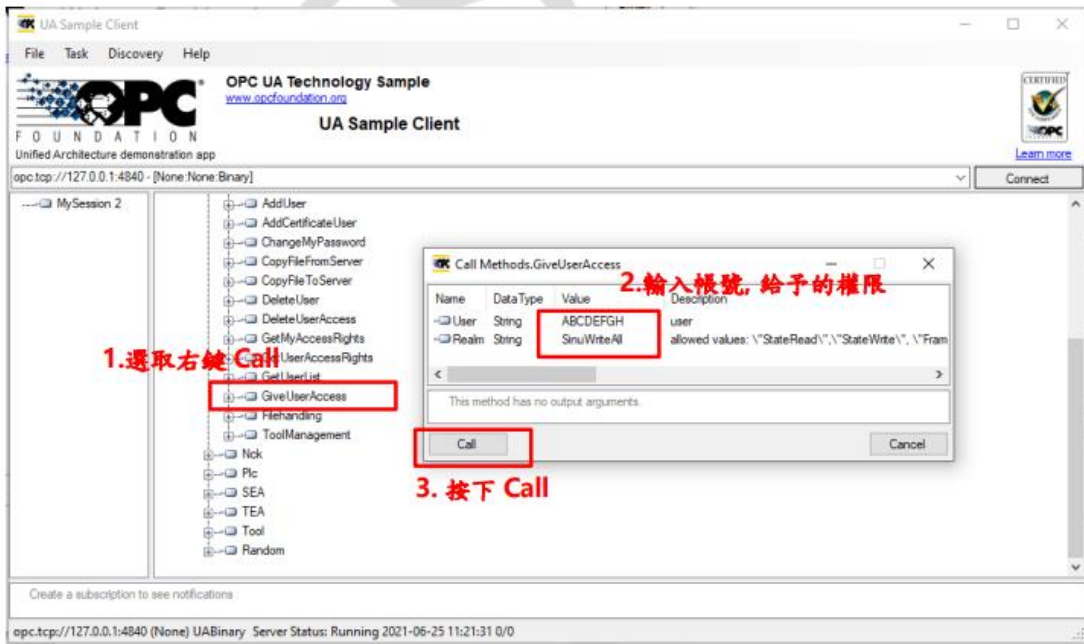 UA Sample Client
File Task Discovery Help
OPC
FOUNDATION
Unified Architecture demonstration app
OPC UA Technology Sample
www.opcfoundation.org
UA Sample Client
CERTIFIED
OPC
Learn more
opc.tcp://127.0.0.1:4840 - [None:None:Binary]
Connect
MySession 2
AddUser
AddCertificateUser
ChangeMyPassword
CopyFileFromServer
CopyFileToServer
DeleteUser
DeleteUserAccess
GetMyAccessRights
UserAccessRights
GetUserList
GiveUserAccess
Filehandling
ToolManagement
Nck
Plc
SEA
TEA
Tool
Random
1.選取右鍵 Call
Call Methods.GiveUserAccess
2.輸入帳號, 給予的權限
Name DataType Value Description
User String ABCDEFGH user
Realm String SinuWriteAll allowed values: \"StateRead\",\"StateWrite\", \"Fram
This method has no output arguments.
Call
Cancel
3. 按下 Call
Create a subscription to see notifications
opc.tcp://127.0.0.1:4840 (None) UABinary Server Status: Running 2021-06-25 11:21:31 0/0